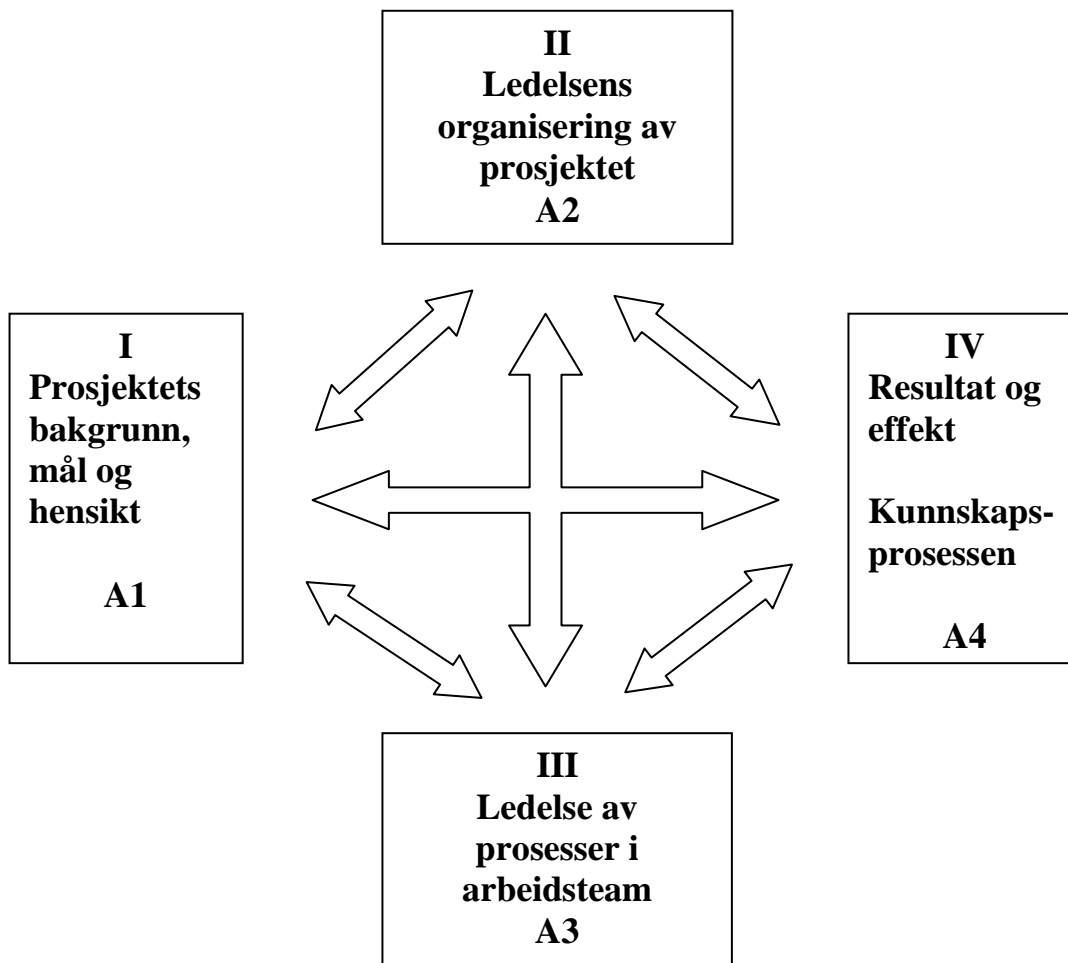 II
Ledelsens
organisering av
prosjektet
A2
I
Prosjektets
bakgrunn,
mål og
hensikt
A1
IV
Resultat og
effekt
Kunnskaps-
prosessen
A4
III
Ledelse av
prosesser i
arbeidsteam
A3